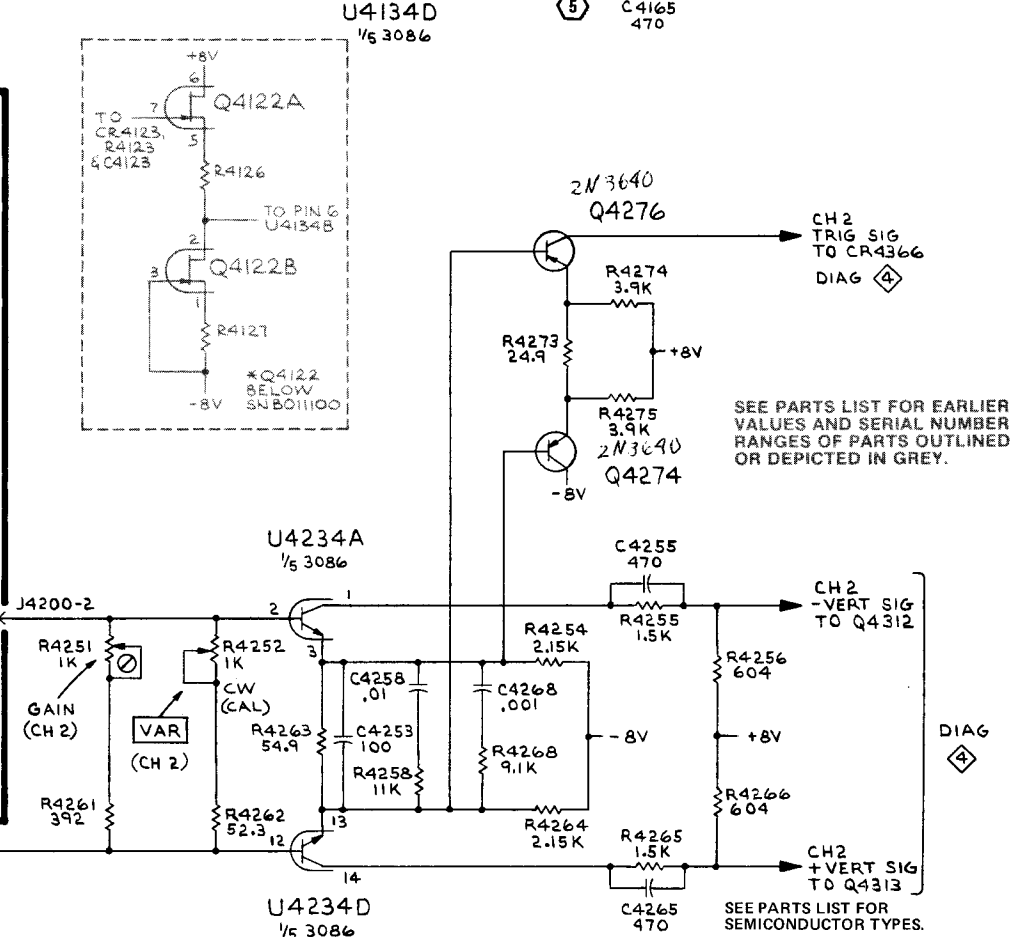 U4134D
1/5 3086
5
C4165
470
+8V
6
Q4122A
7
TO
CR4123,
R4123
& C4123
5
R4126
TO PIN 6
U4134B
2
Q4122B
3
1
R4127
*Q4122
BELOW
SNB011100
-8V
2N3640
Q4276
CH 2
TRIG SIG
TO CR4366
DIAG 4
R4274
3.9K
R4273
24.9
+8V
R4275
3.9K
2N3640
Q4274
-8V
SEE PARTS LIST FOR EARLIER
VALUES AND SERIAL NUMBER
RANGES OF PARTS OUTLINED
OR DEPICTED IN GREY.
U4234A
1/5 3086
J4200-2
2
1
3
C4255
470
R4255
1.5K
CH 2
-VERT SIG
TO Q4312
R4251
1K
R4252
1K
CW
(CAL)
GAIN
(CH 2)
VAR
(CH 2)
R4254
2.15K
C4258
.01
C4268
.001
R4256
604
R4263
54.9
C4253
100
-8V
+8V
DIAG
4
R4258
11K
R4268
9.1K
R4261
392
R4262
52.3
R4266
604
13
12
14
R4264
2.15K
R4265
1.5K
CH2
+VERT SIG
TO Q4313
U4234D
1/5 3086
C4265
470
SEE PARTS LIST FOR
SEMICONDUCTOR TYPES.